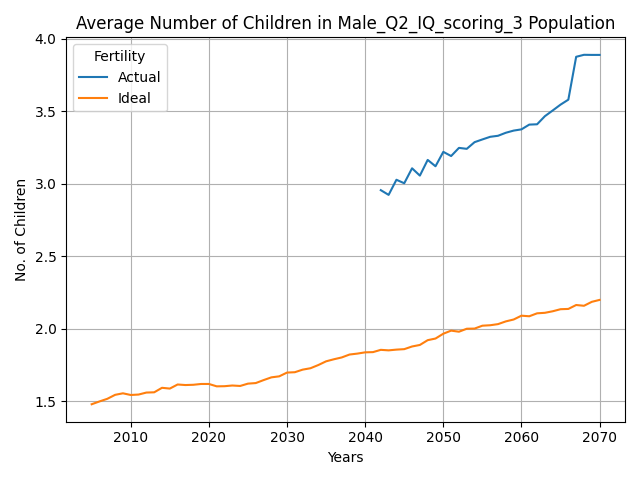 Average Number of Children in Male_Q2_IQ_scoring_3 Population
Fertility
Actual
Ideal
No. of Children
4.0
3.5
3.0
2.5
2.0
1.5
2010 2020 2030 2040 2050 2060 2070
Years